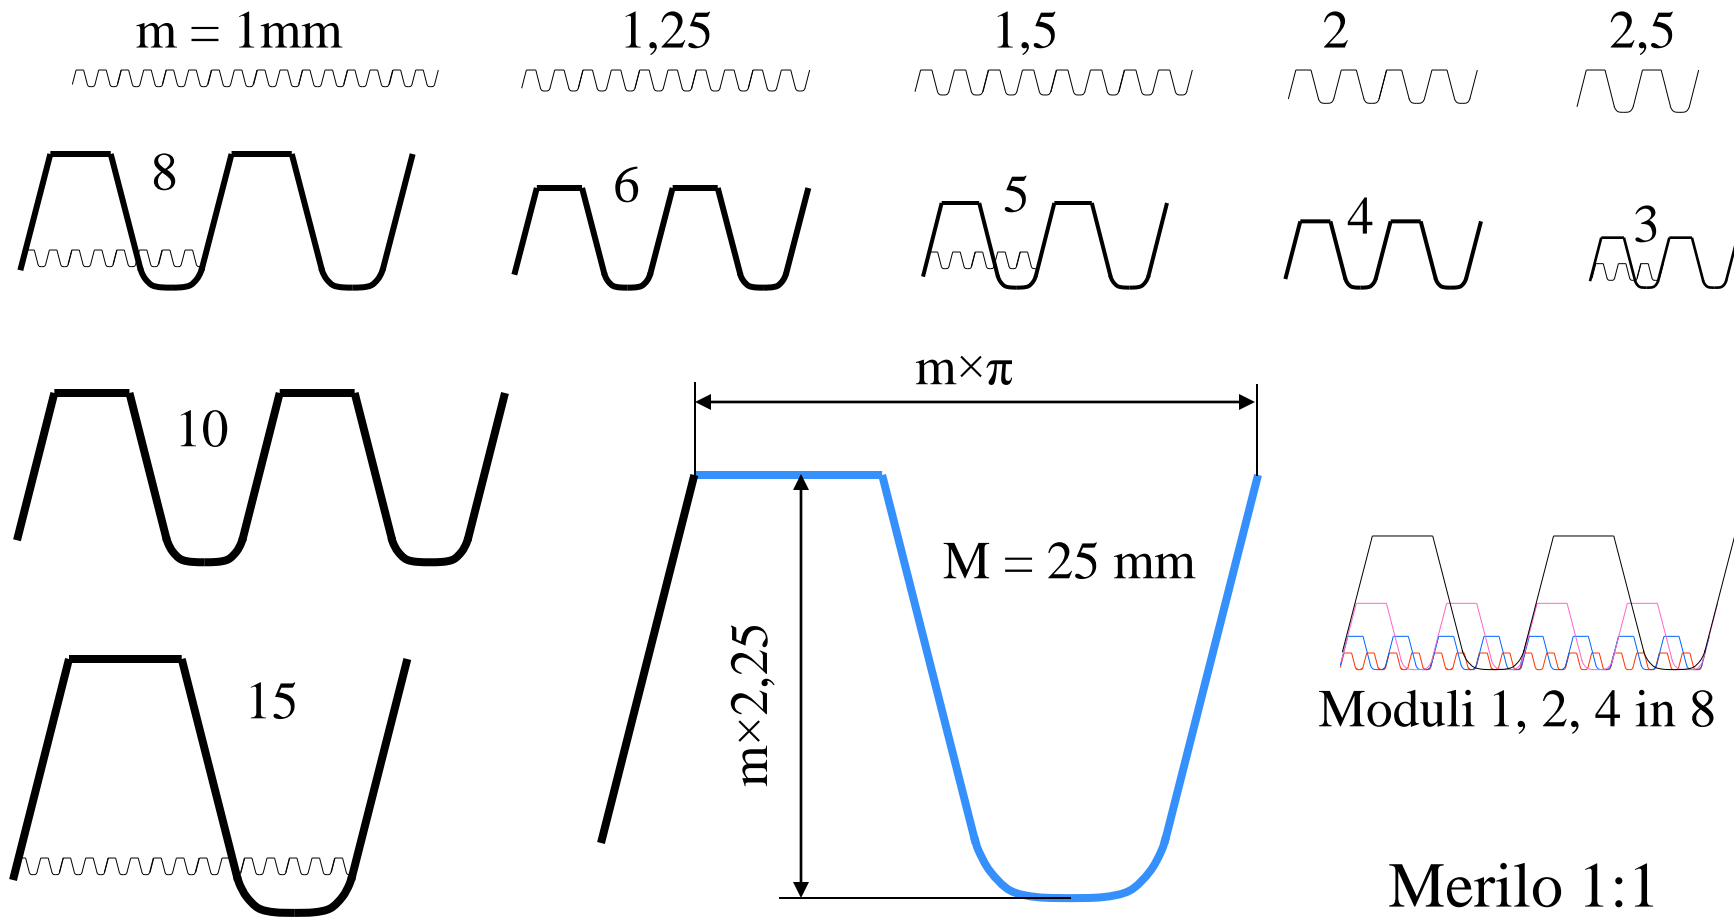 m = 1mm 1,25 1,5 2 2,5
8 6 5 4 3
m×π
10
M = 25 mm
m×2,25
15
Moduli 1, 2, 4 in 8
Merilo 1:1